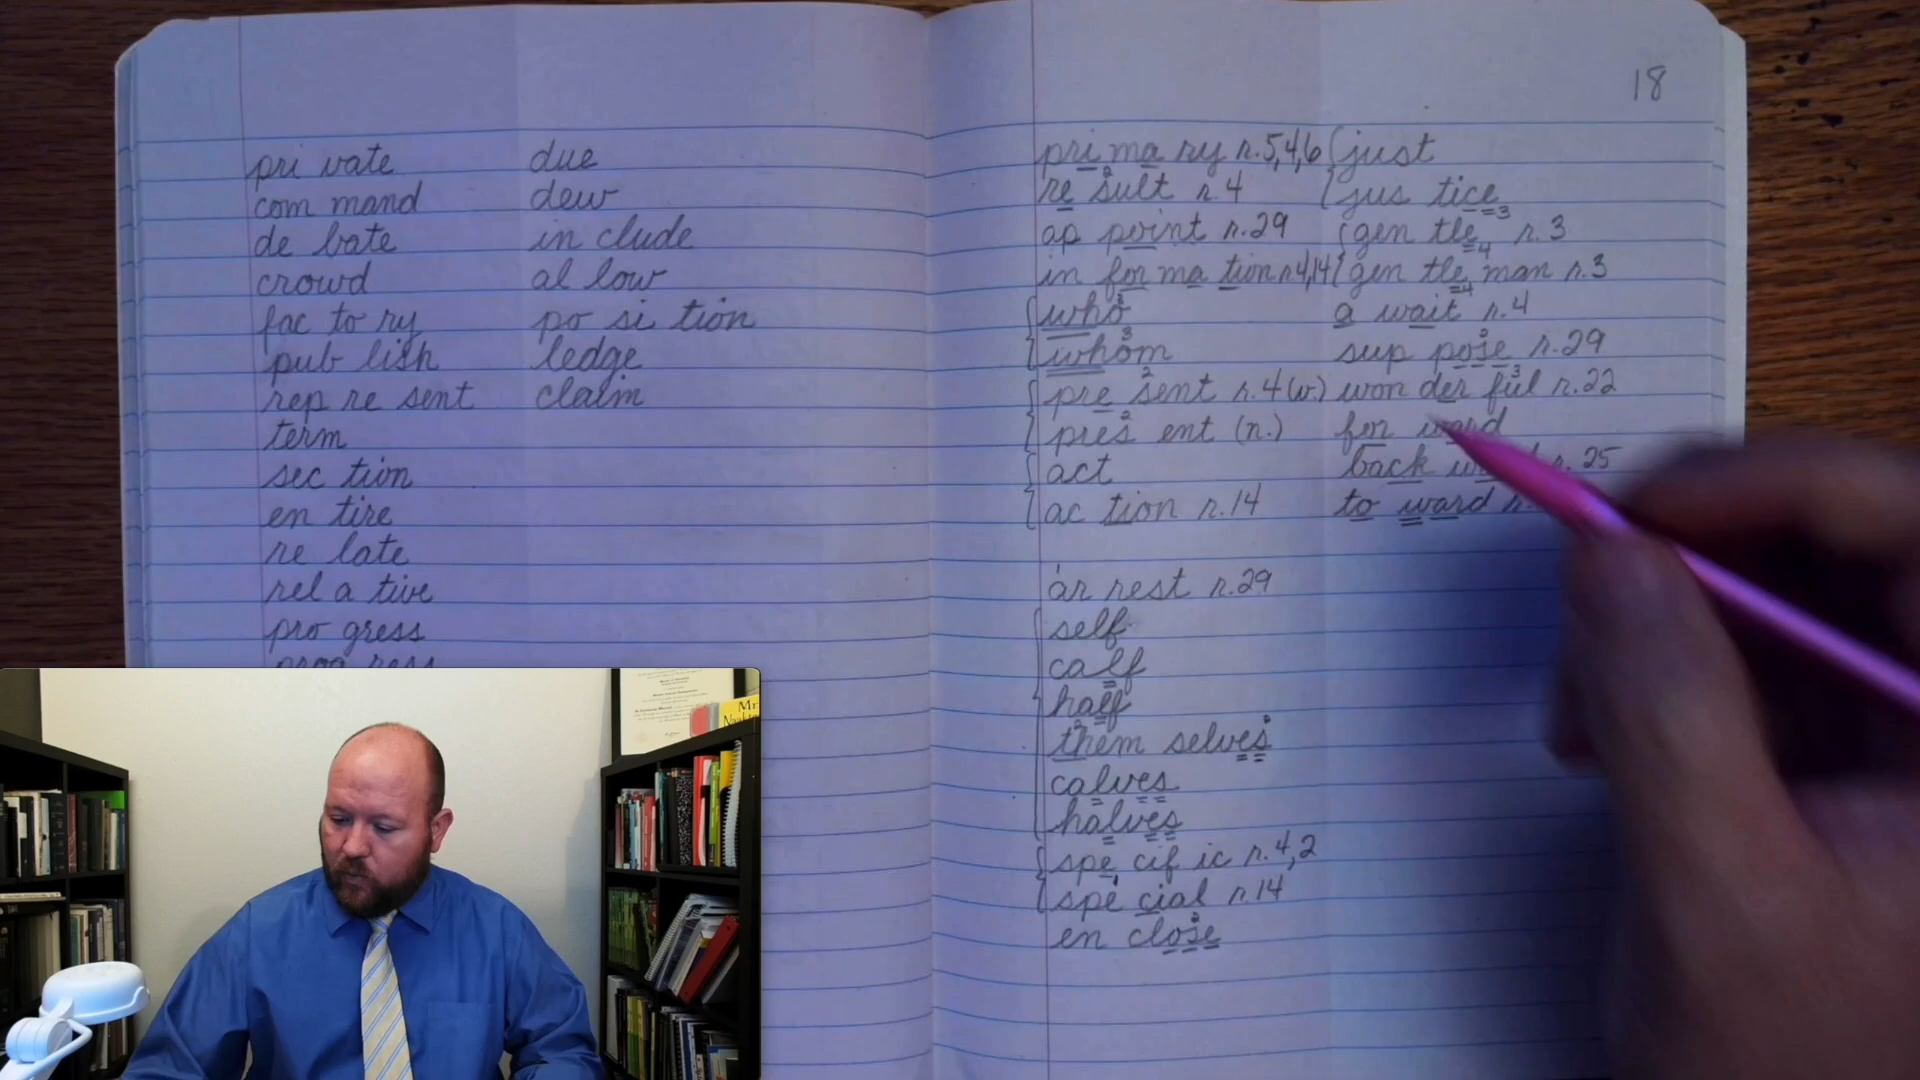 18
pri vate
com mand
de bate
crowd
fac to ry
pub lish
rep re sent
term
sec tion
en tire
re late
rel a tive
pro gress
prog ress
due
dew
in clude
al low
po si tion
ledge
claim
pri ma ry r.5,4,6
re sult r.4
ap point r.29
in for ma tion r.4,14
who
whom
pre sent r.4 (v.)
pres ent (n.)
act
ac tion r.14
ar rest r.29
self
calf
half
them selves
calves
halves
spe cif ic r.4,2
spe cial r.14
en close
just
jus tice
gen tle r.3
gen tle man r.3
a wait r.4
sup pose r.29
won der ful r.22
for ward
back r.25
to ward
Mr.